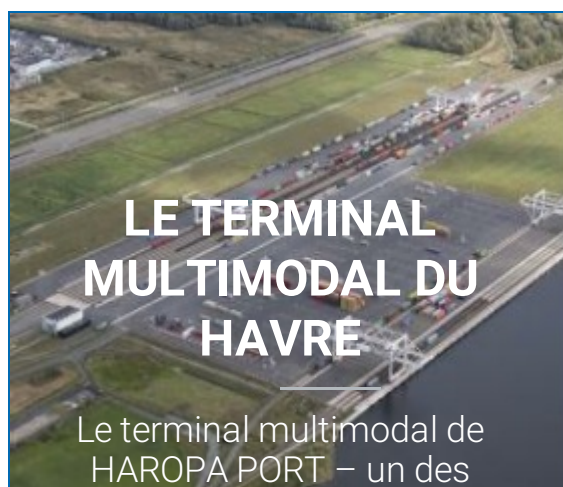 LE TERMINAL
MULTIMODAL DU
HAVRE
Le terminal multimodal de
HAROPA PORT – un des